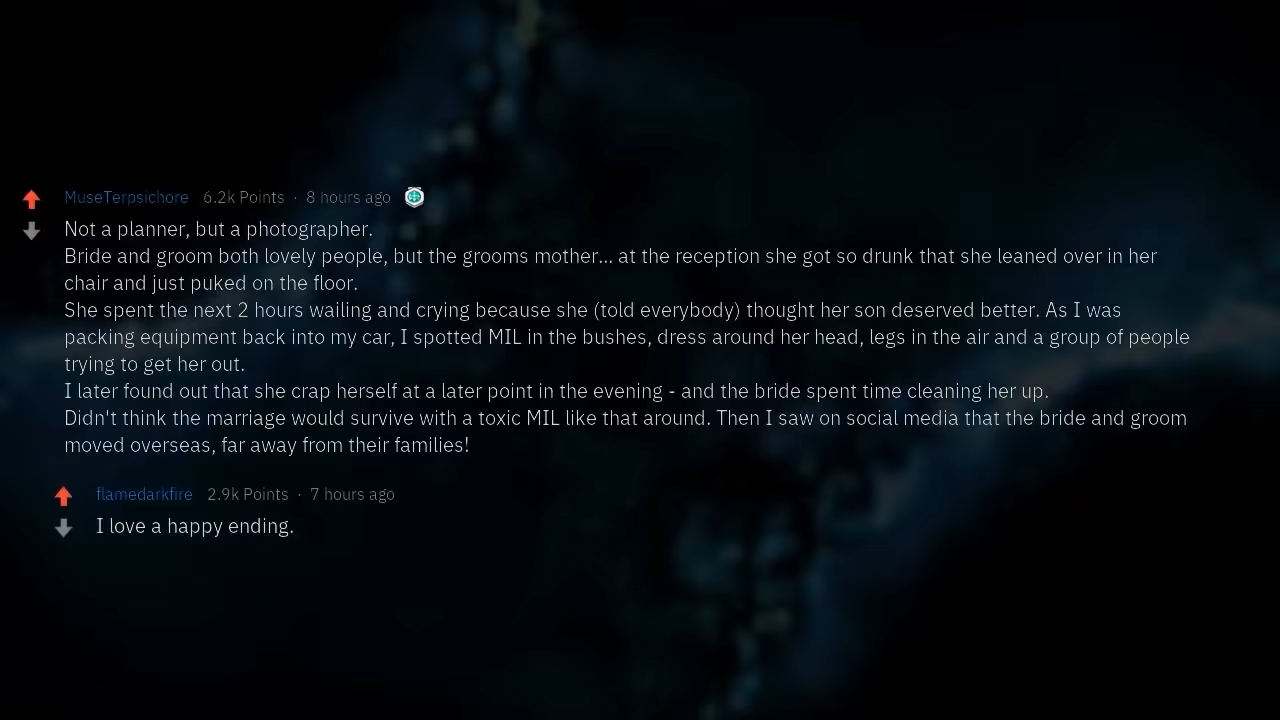 MuseTerpsichore 6.2k Points · 8 hours ago
Not a planner, but a photographer.
Bride and groom both lovely people, but the grooms mother... at the reception she got so drunk that she leaned over in her
chair and just puked on the floor.
She spent the next 2 hours wailing and crying because she (told everybody) thought her son deserved better. As I was
packing equipment back into my car, I spotted MIL in the bushes, dress around her head, legs in the air and a group of people
trying to get her out.
I later found out that she crap herself at a later point in the evening - and the bride spent time cleaning her up.
Didn't think the marriage would survive with a toxic MIL like that around. Then I saw on social media that the bride and groom
moved overseas, far away from their families!
flamedarkfire 2.9k Points · 7 hours ago
I love a happy ending.